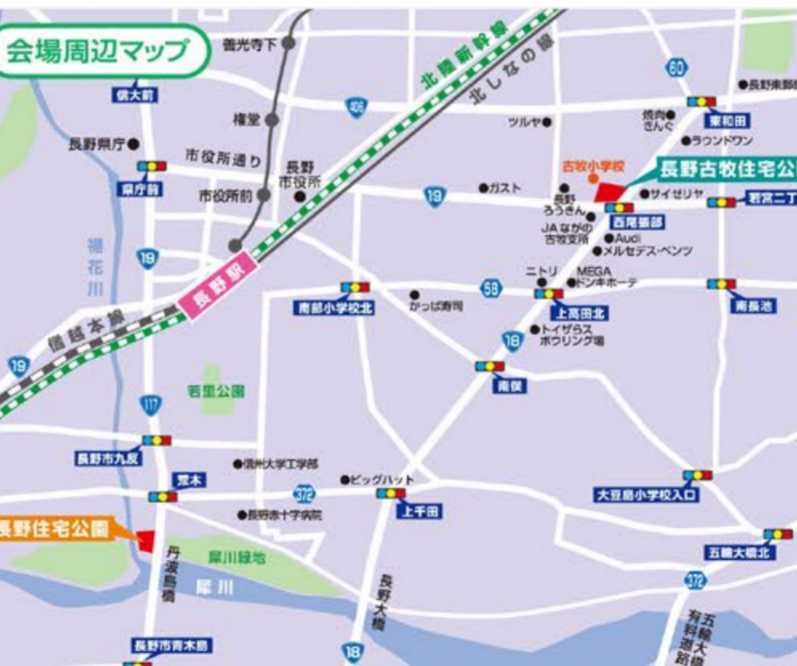 会場周辺マップ
善光寺下
北陸新幹線
北しなの線
60
長野東郵
信大前
406
権堂
ツルヤ
焼肉
きんぐ
東和田
ラウンドワン
長野県庁
市役所通り
長野
市役所
古牧小学校
長野古牧住宅公
県庁前
市役所前
19
ガスト
長野
ろうきん
サイゼリヤ
若宮二丁
西尾張部
JAながの
古牧支所
Audi
メルセデス・ベンツ
19
裾花川
長野駅
ニトリ
MEGA
ドンキホーテ
58
南部小学校北
かっぱ寿司
上高田北
南長池
信越本線
18
トイザらス
ボウリング場
19
南俣
若里公園
117
長野市九反
信州大学工学部
荒木
ビッグハット
372
大豆島小学校入口
上千田
長野赤十字病院
長野住宅公園
五輪大橋北
丹波島橋
犀川緑地
犀川
長野大橋
372
五輪大橋
有料道路
長野市青木島
18